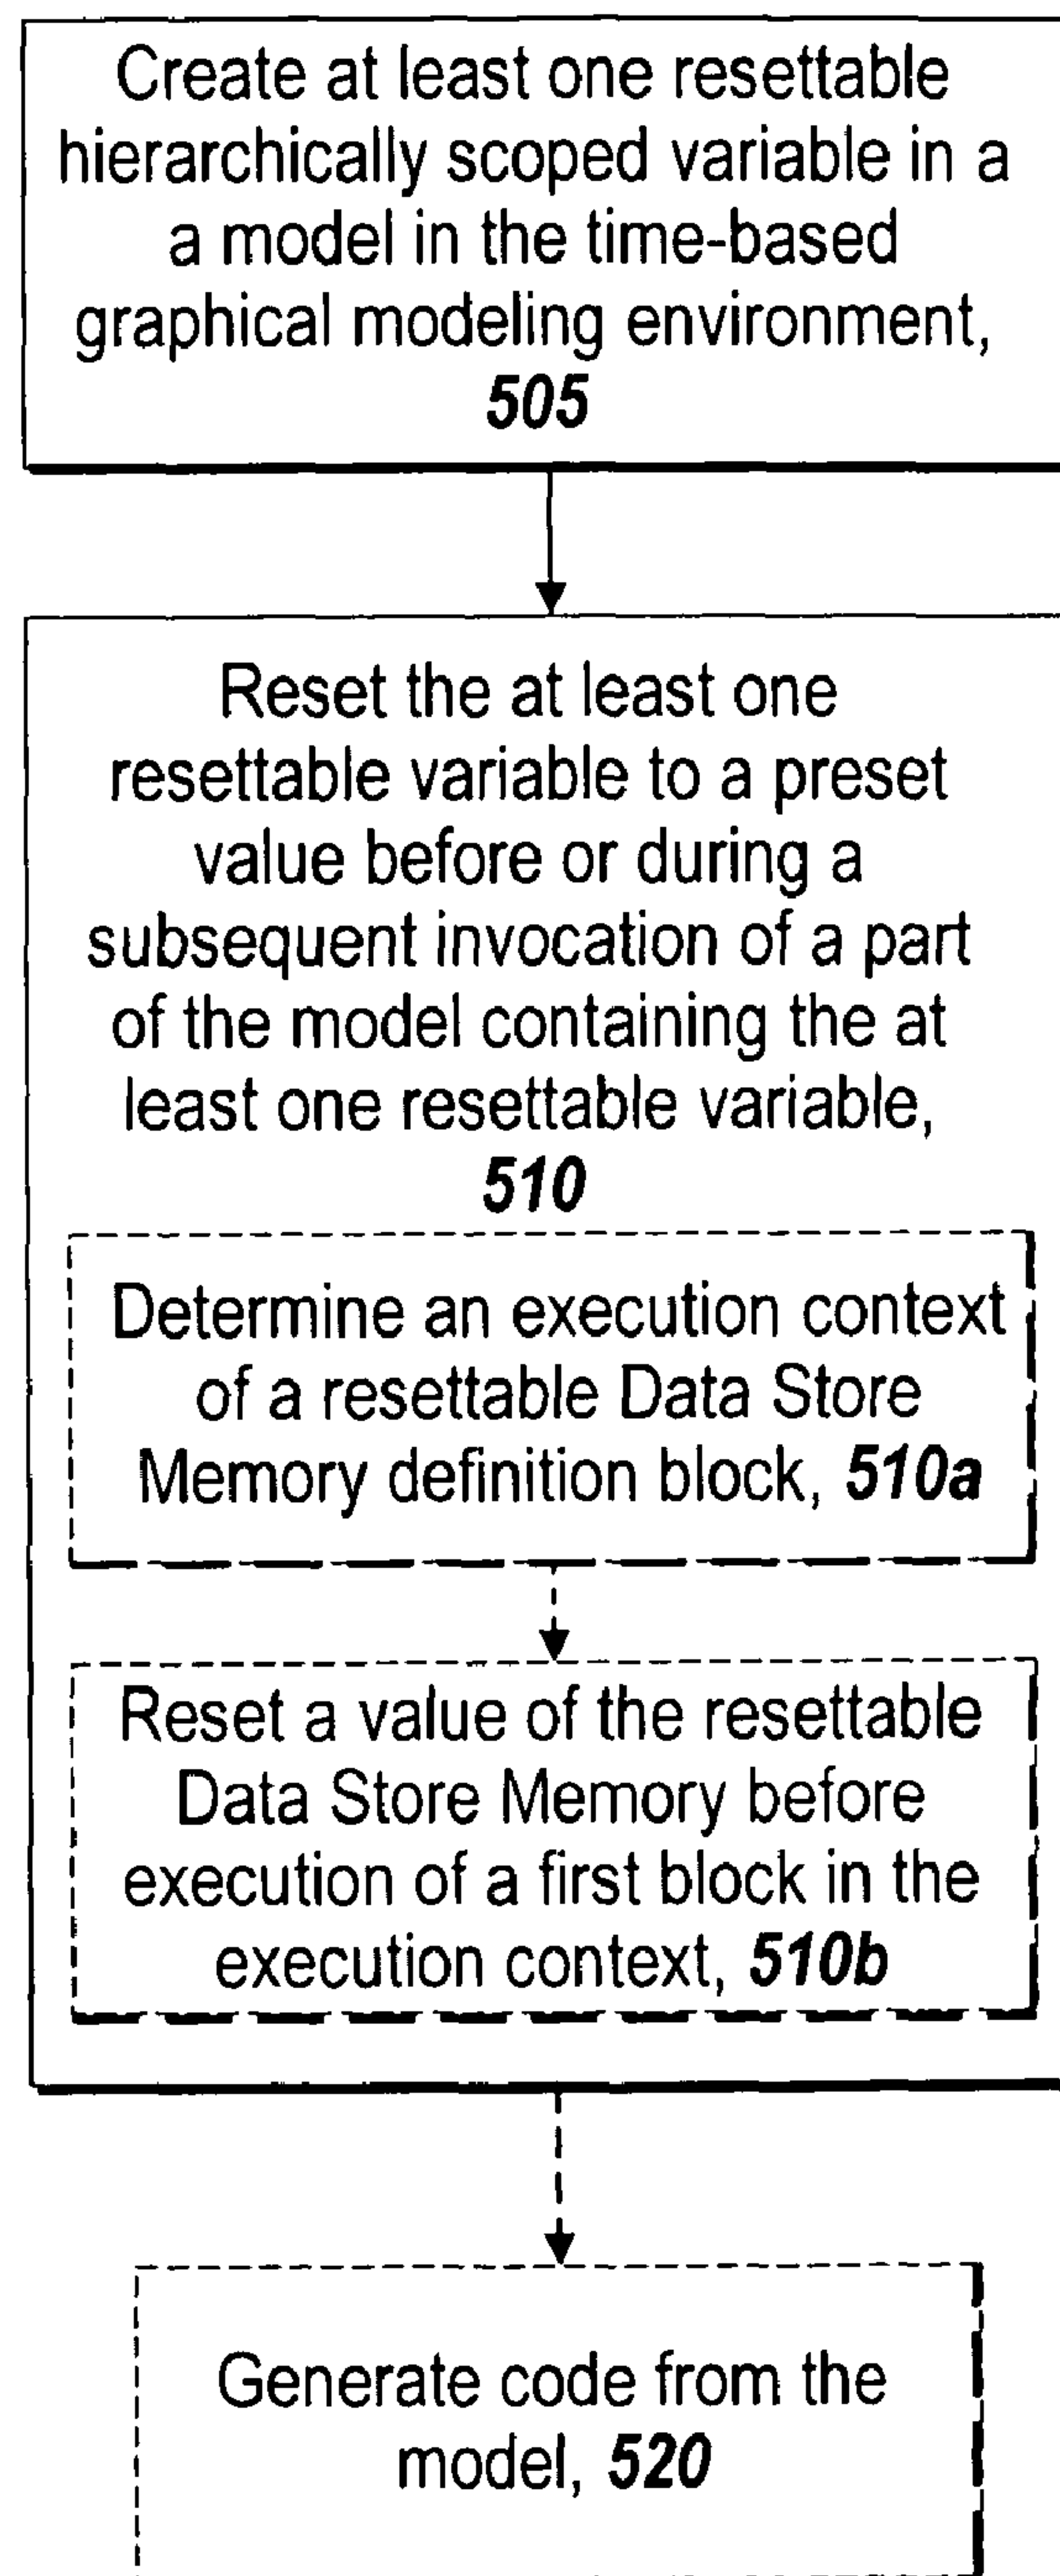 Create at least one resettable
hierarchically scoped variable in a
a model in the time-based
graphical modeling environment,
505
Reset the at least one
resettable variable to a preset
value before or during a
subsequent invocation of a part
of the model containing the at
least one resettable variable,
510
Determine an execution context
of a resettable Data Store
Memory definition block, 510a
Reset a value of the resettable
Data Store Memory before
execution of a first block in the
execution context, 510b
Generate code from the
model, 520